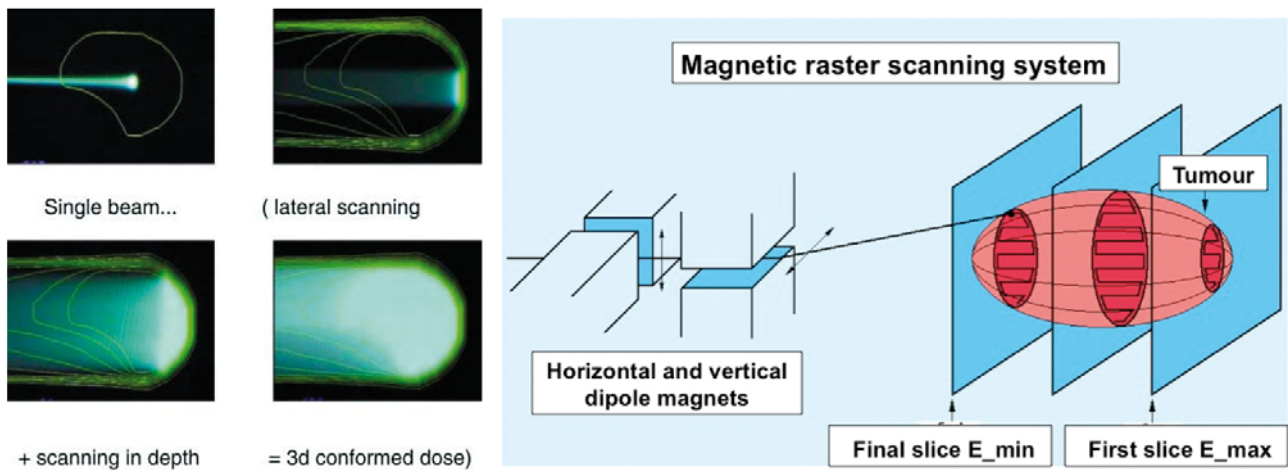 Single beam...
( lateral scanning
+ scanning in depth
= 3d conformed dose)
Magnetic raster scanning system
Tumour
Horizontal and vertical
dipole magnets
Final slice E_min
First slice E_max